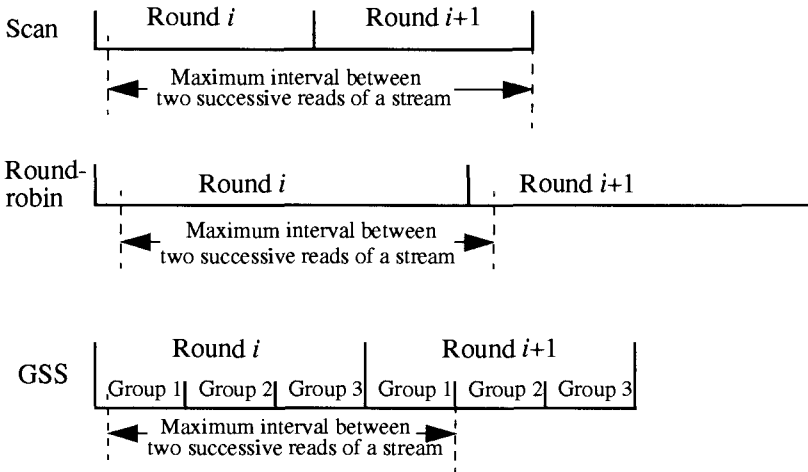 Scan
Round i
Round i+1
Maximum interval between
two successive reads of a stream
Round-
robin
Round i
Round i+1
Maximum interval between
two successive reads of a stream
GSS
Round i
Round i+1
Group 1
Group 2
Group 3
Group 1
Group 2
Group 3
Maximum interval between
two successive reads of a stream